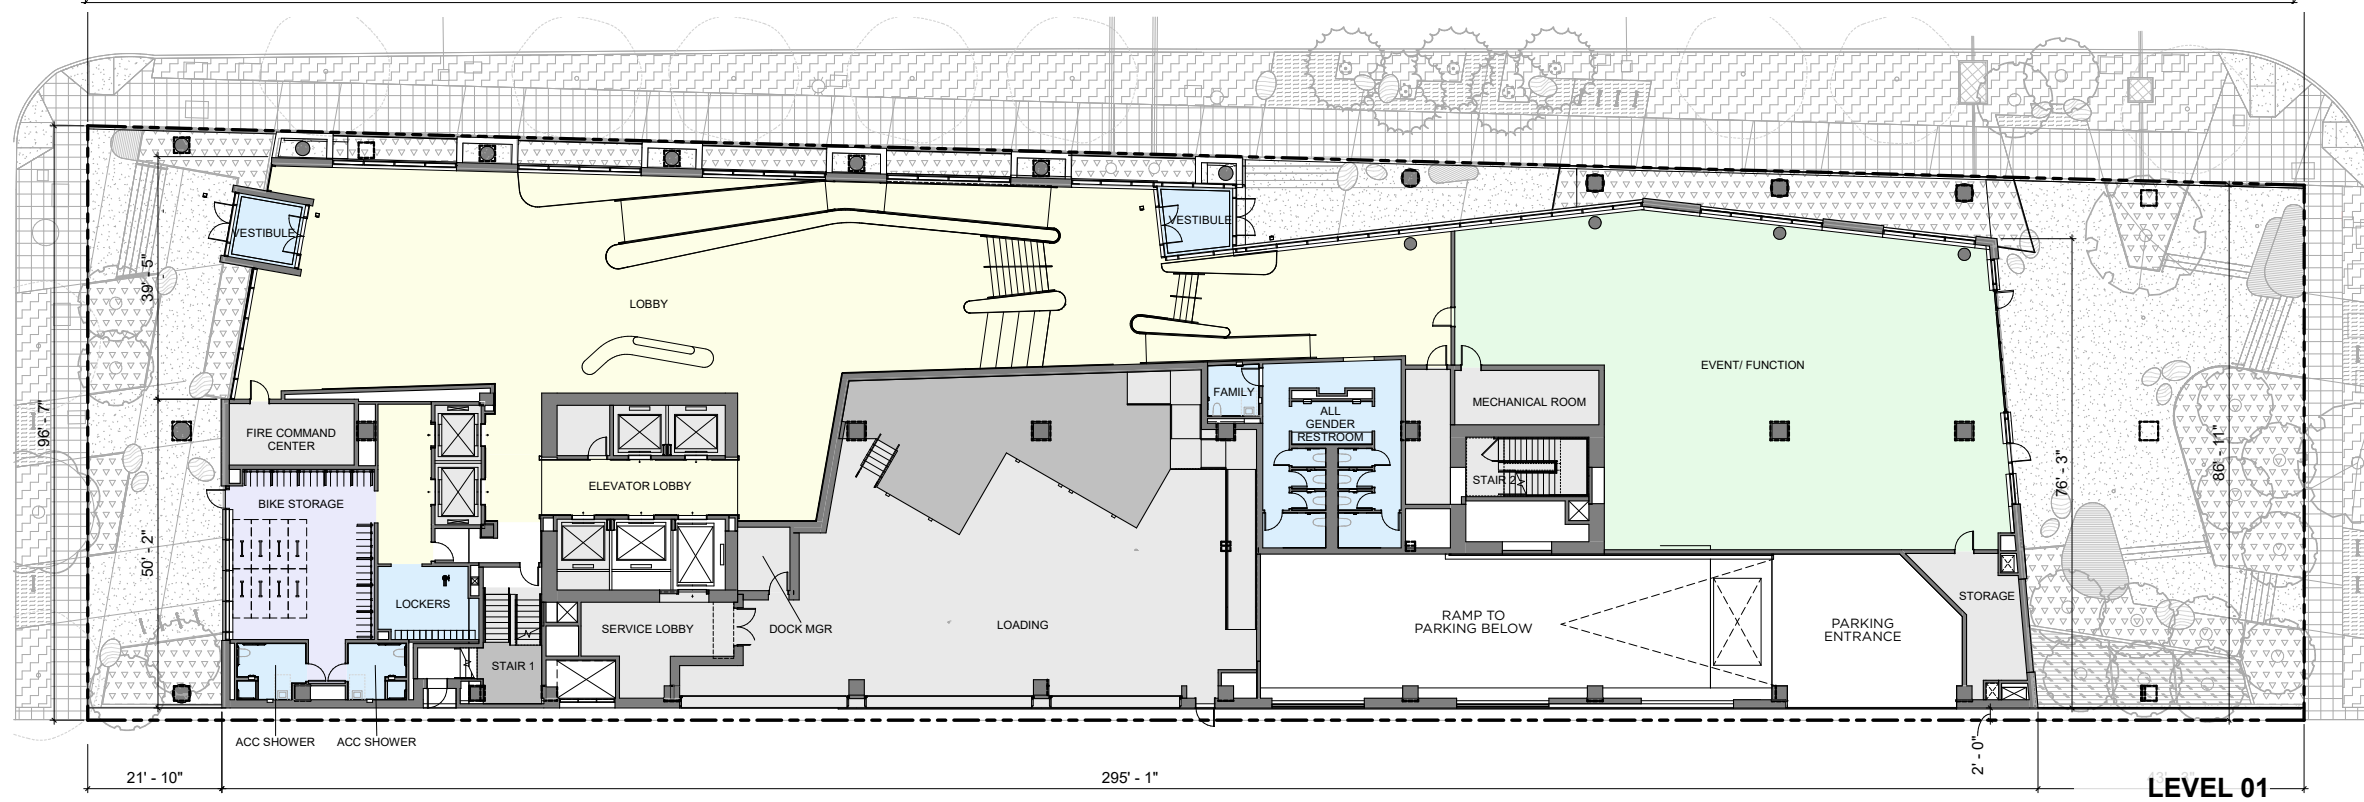 VESTIBULE
VESTIBULE
39' - 5"
LOBBY
EVENT/ FUNCTION
FAMILY
MECHANICAL ROOM
96' - 7"
ALL
GENDER
RESTROOM
FIRE COMMAND
CENTER
ELEVATOR LOBBY
STAIR 2
76' - 3"
86' - 11"
BIKE STORAGE
50' - 2"
LOCKERS
STORAGE
SERVICE LOBBY
DOCK MGR
LOADING
RAMP TO
PARKING BELOW
PARKING
ENTRANCE
STAIR 1
ACC SHOWER
ACC SHOWER
2' - 0"
21' - 10"
295' - 1"
LEVEL 01